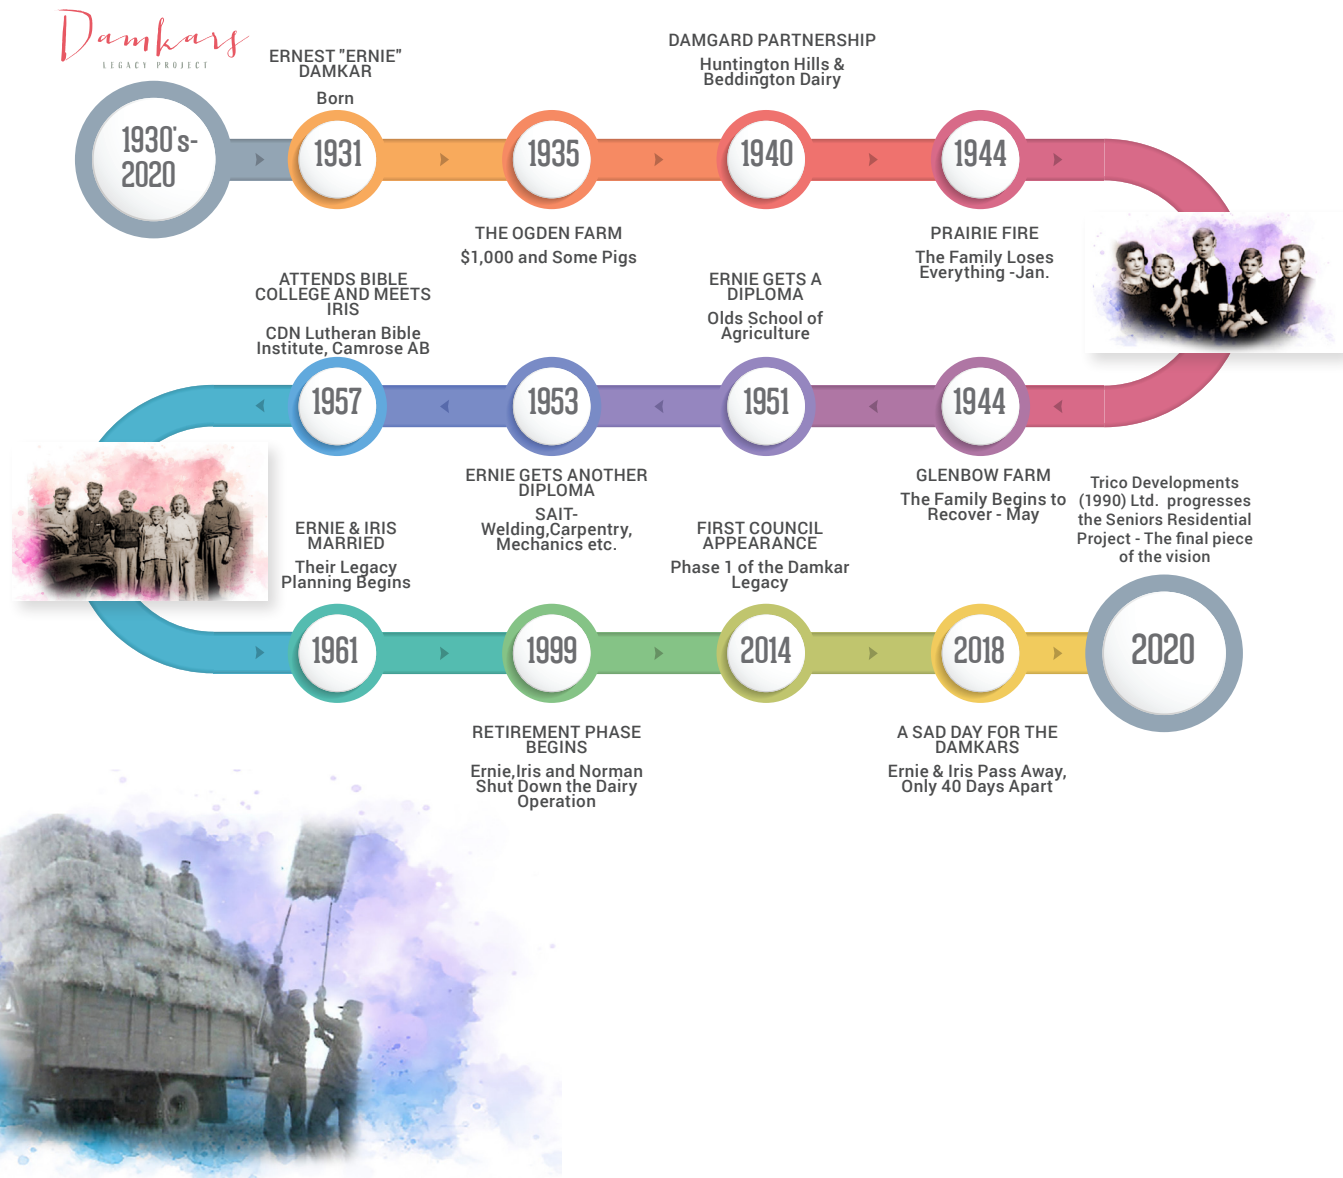 Damkars
LEGACY PROJECT
1930's-
2020
ERNEST "ERNIE"
DAMKAR
Born
1931
1935
THE OGDEN FARM
$1,000 and Some Pigs
DAMGARD PARTNERSHIP
Huntington Hills &
Beddington Dairy
1940
1944
PRAIRIE FIRE
The Family Loses
Everything -Jan.
1944
GLENBOW FARM
The Family Begins to
Recover - May
ERNIE GETS A
DIPLOMA
Olds School of
Agriculture
1951
1953
ERNIE GETS ANOTHER
DIPLOMA
SAIT-
Welding,Carpentry,
Mechanics etc.
ATTENDS BIBLE
COLLEGE AND MEETS
IRIS
CDN Lutheran Bible
Institute, Camrose AB
1957
ERNIE & IRIS
MARRIED
Their Legacy
Planning Begins
1961
1999
RETIREMENT PHASE
BEGINS
Ernie,Iris and Norman
Shut Down the Dairy
Operation
FIRST COUNCIL
APPEARANCE
Phase 1 of the Damkar
Legacy
2014
2018
A SAD DAY FOR THE
DAMKARS
Ernie & Iris Pass Away,
Only 40 Days Apart
Trico Developments
(1990) Ltd.  progresses
the Seniors Residential
Project - The final piece
of the vision
2020